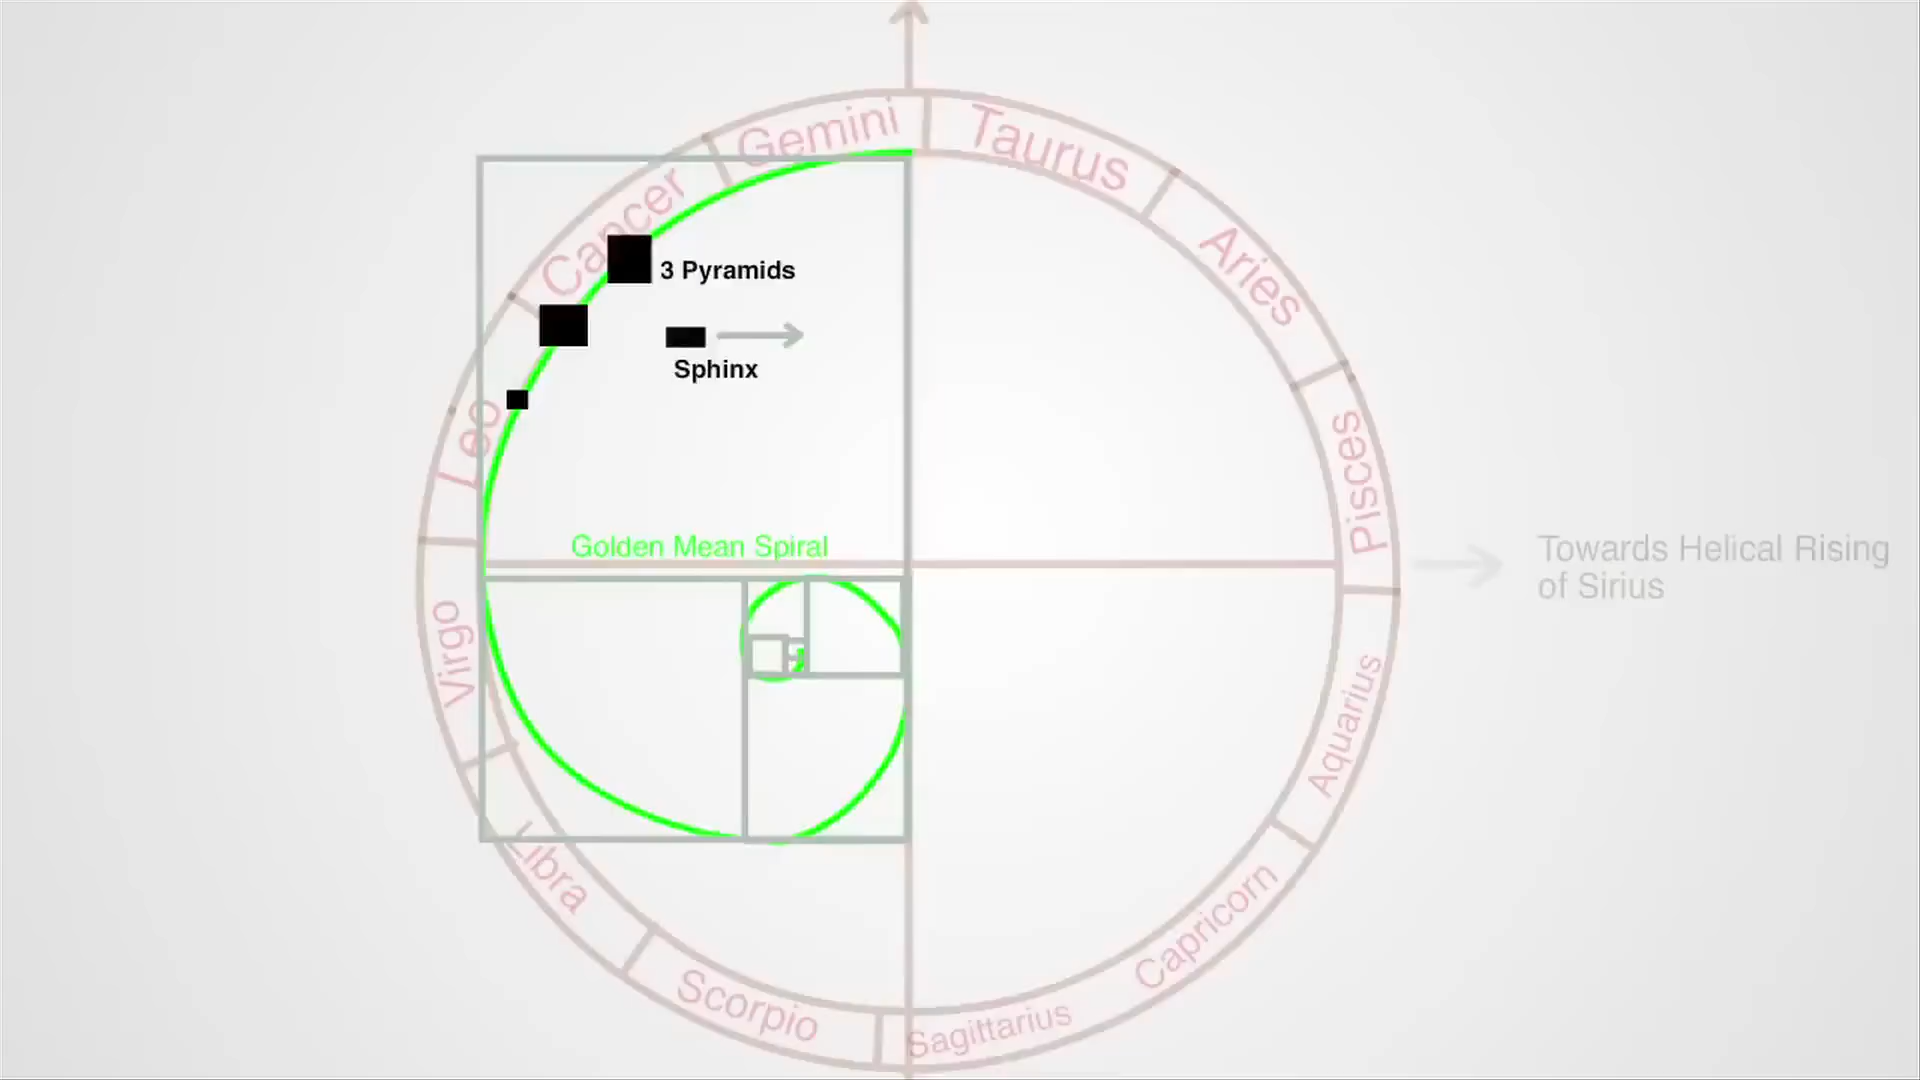 Gemini
Taurus
Cancer
Aries
3 Pyramids
Sphinx
Leo
Pisces
Golden Mean Spiral
Towards Helical Rising
of Sirius
Virgo
Aquarius
Libra
Capricorn
Scorpio
Sagittarius